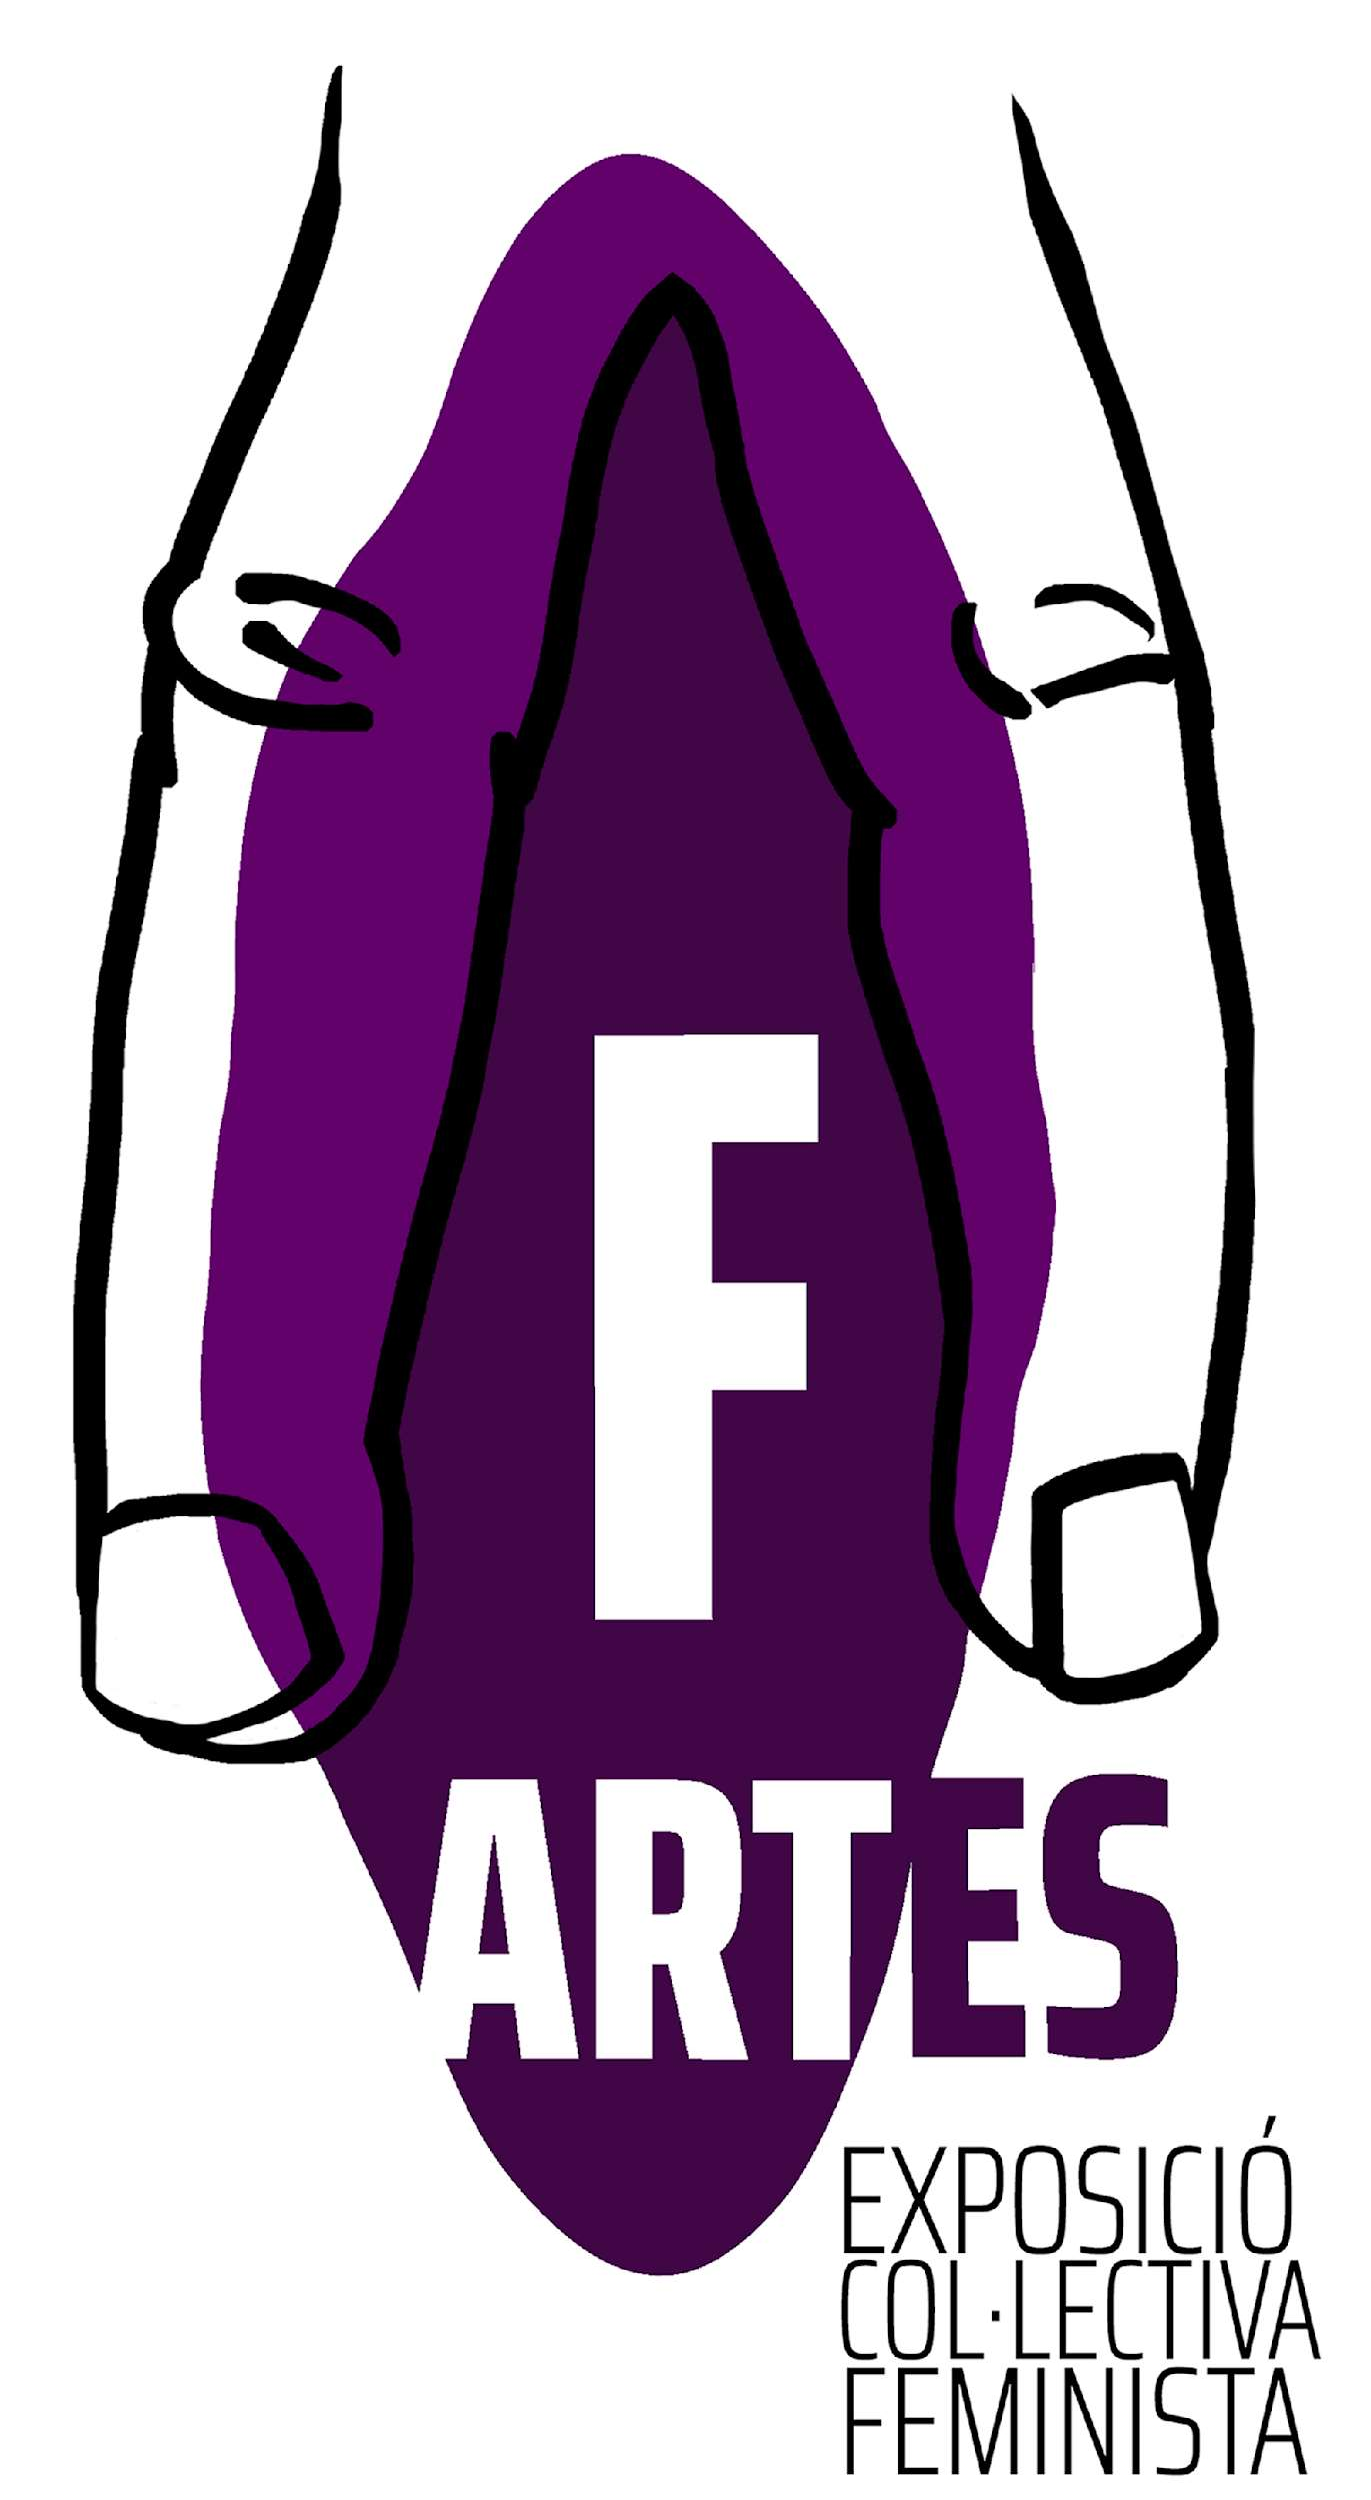 F
ARTES
EXPOSICIÓ
COL·LECTIVA
FEMINISTA